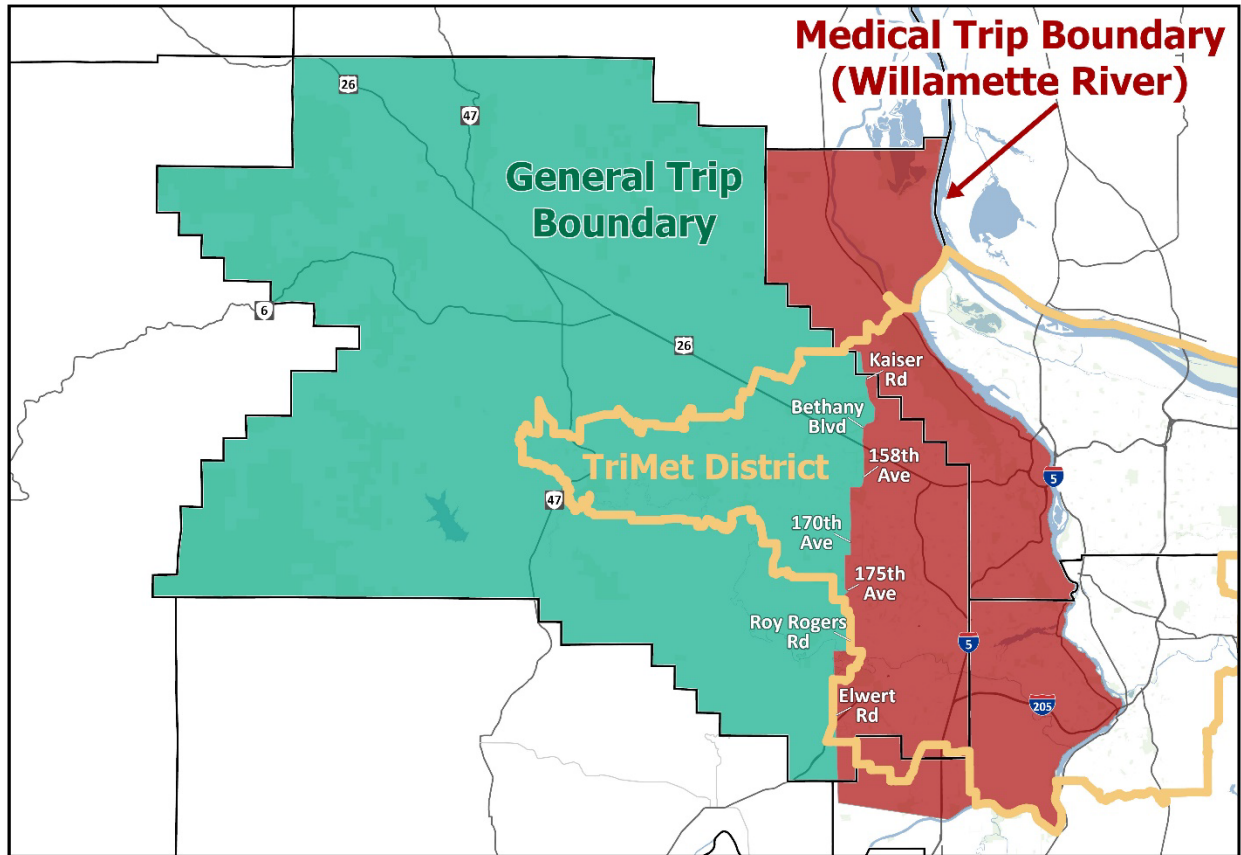 Medical Trip Boundary
(Willamette River)
26
47
General Trip
Boundary
6
26
Kaiser
Rd
Bethany
Blvd
158th
Ave
TriMet District
5
47
170th
Ave
175th
Ave
Roy Rogers
Rd
5
Elwert
Rd
205